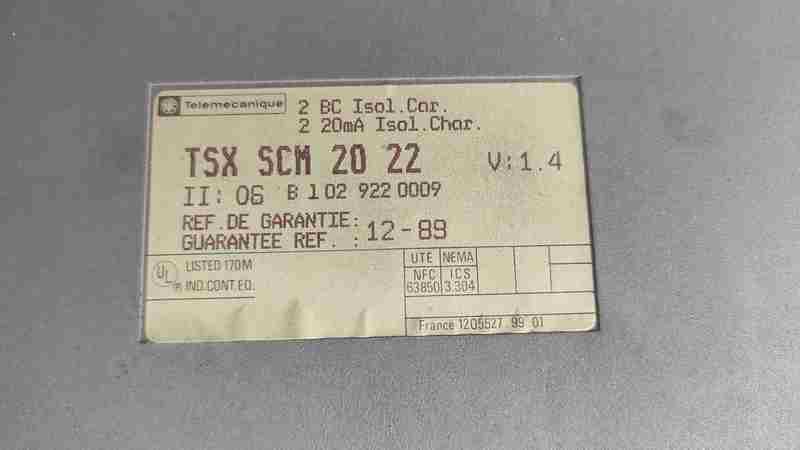 Telemecanique
2 BC Isol.Car.
2 20mA Isol.Char.
TSX SCM 20 22 V: 1.4
II: 06 B 1 02 922 0009
REF.DE GARANTIE:
GUARANTEE REF. : 12-89
UL LISTED 170M
IND.CONT.EQ.
UTE NEMA
NFC ICS
63850 3.304
France 1205527.99 01